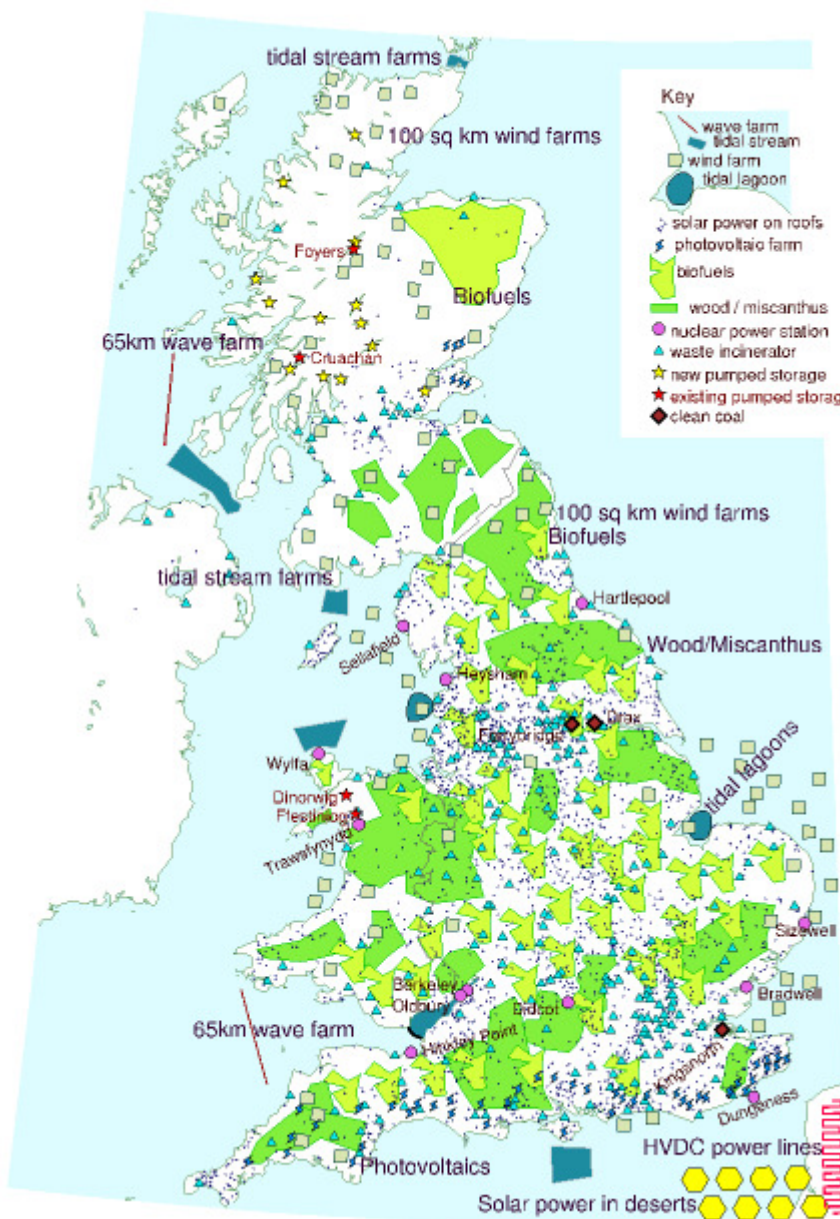 tidal stream farms
Key
wave farm
tidal stream
wind farm
tidal lagoon
solar power on roofs
photovoltaic farm
biofuels
wood / miscanthus
nuclear power station
waste incinerator
new pumped storage
existing pumped storag
clean coal
100 sq km wind farms
Foyers
Biofuels
65km wave farm
Cruachan
100 sq km wind farms
Biofuels
tidal stream farms
Hartlepool
Sellafield
Wood/Miscanthus
Heysham
Drax
Ferrybridge
Wylfa
tidal lagoons
Dinorwig
Ffestiniog
Trawsfynydd
Sizewell
Berkeley
Oldbury
Didcot
Bradwell
65km wave farm
Hinkley Point
Kingsnorth
Dungeness
HVDC power lines
Photovoltaics
Solar power in deserts